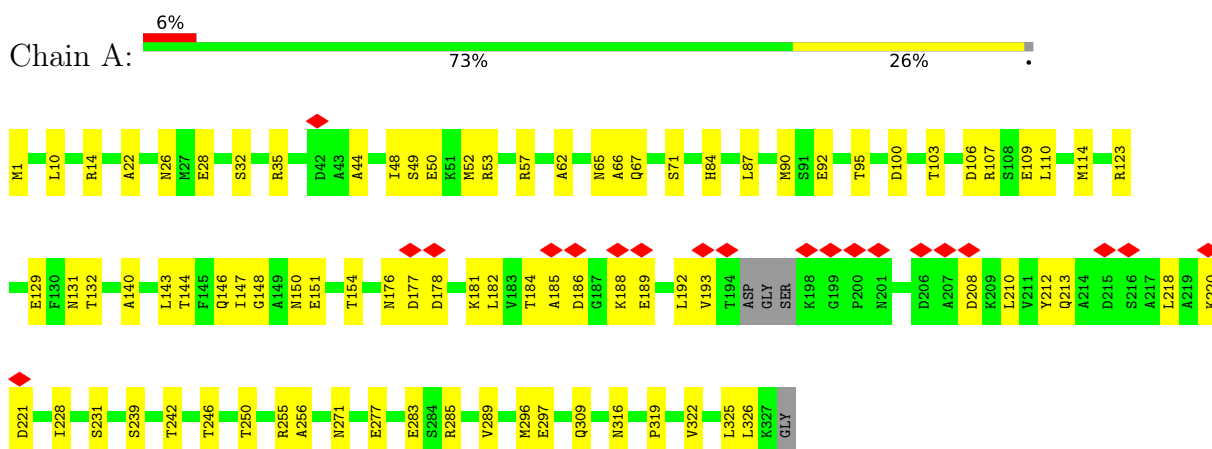 6%
Chain A:
73% 26% •
M1 L10 R14 A22 N26 M27 E28 S32 R35 D42 A43 A44 I48 S49 E50 K51 M52 R53 R57 A62 N65 A66 Q67 S71 H84 L87 M90 S91 E92 T95 D100 T103 D106 R107 S108 E109 L110 M114 R123
E129 F130 N131 T132 A140 L143 T144 F145 Q146 I147 G148 A149 N150 E151 T154 N176 D177 D178 K181 L182 V183 T184 A185 D186 G187 K188 E189 L192 V193 T194 ASP GLY SER K198 G199 P200 N201 D206 A207 D208 K209 L210 V211 Y212 Q213 A214 D215 S216 A217 L218 A219 K220
D221 I228 S231 S239 T242 T246 T250 R255 A256 N271 E277 E283 S284 R285 V289 M296 E297 Q309 N316 P319 V322 L325 L326 K327 GLY